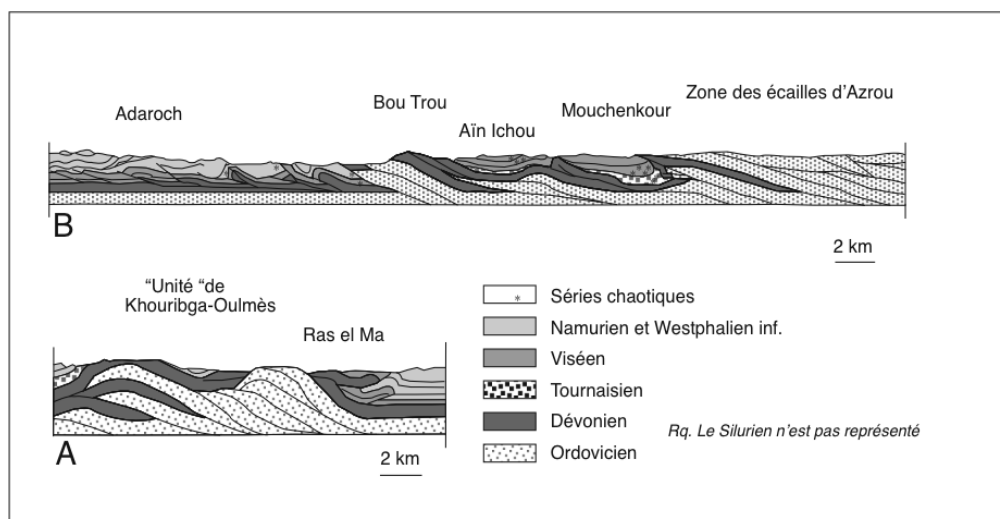 Adaroch
Bou Trou
Aïn Ichou
Mouchenkour
Zone des écailles d’Azrou
B
2 km
“Unité “de
Khouribga-Oulmès
Ras el Ma
A
2 km
Séries chaotiques
Namurien et Westphalien inf.
Viséen
Tournaisien
Dévonien
Ordovicien
Rq. Le Silurien n’est pas représenté